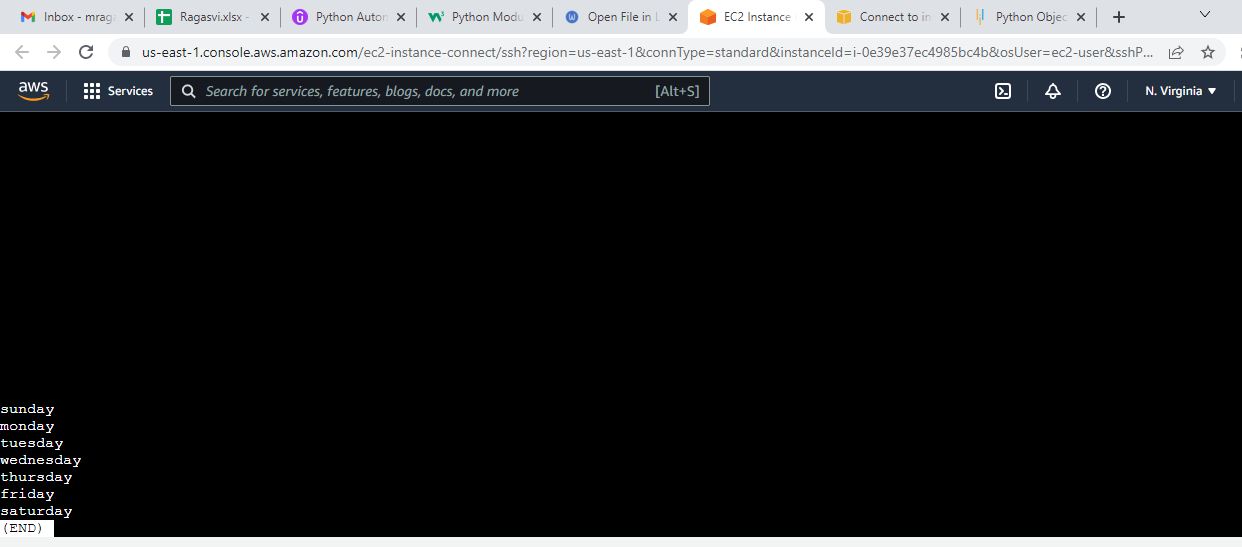 Inbox - mrag
Ragasvi.xlsx -
Python Auton
Python Modu
Open File in L
EC2 Instance
Connect to in
Python Objec
us-east-1.console.aws.amazon.com/ec2-instance-connect/ssh?region=us-east-1&connType=standard&instanceId=i-0e39e37ec4985bc4b&osUser=ec2-user&sshP...
aws
Services
Search for services, features, blogs, docs, and more
[Alt+S]
N. Virginia
sunday
monday
tuesday
wednesday
thursday
friday
saturday
(END)